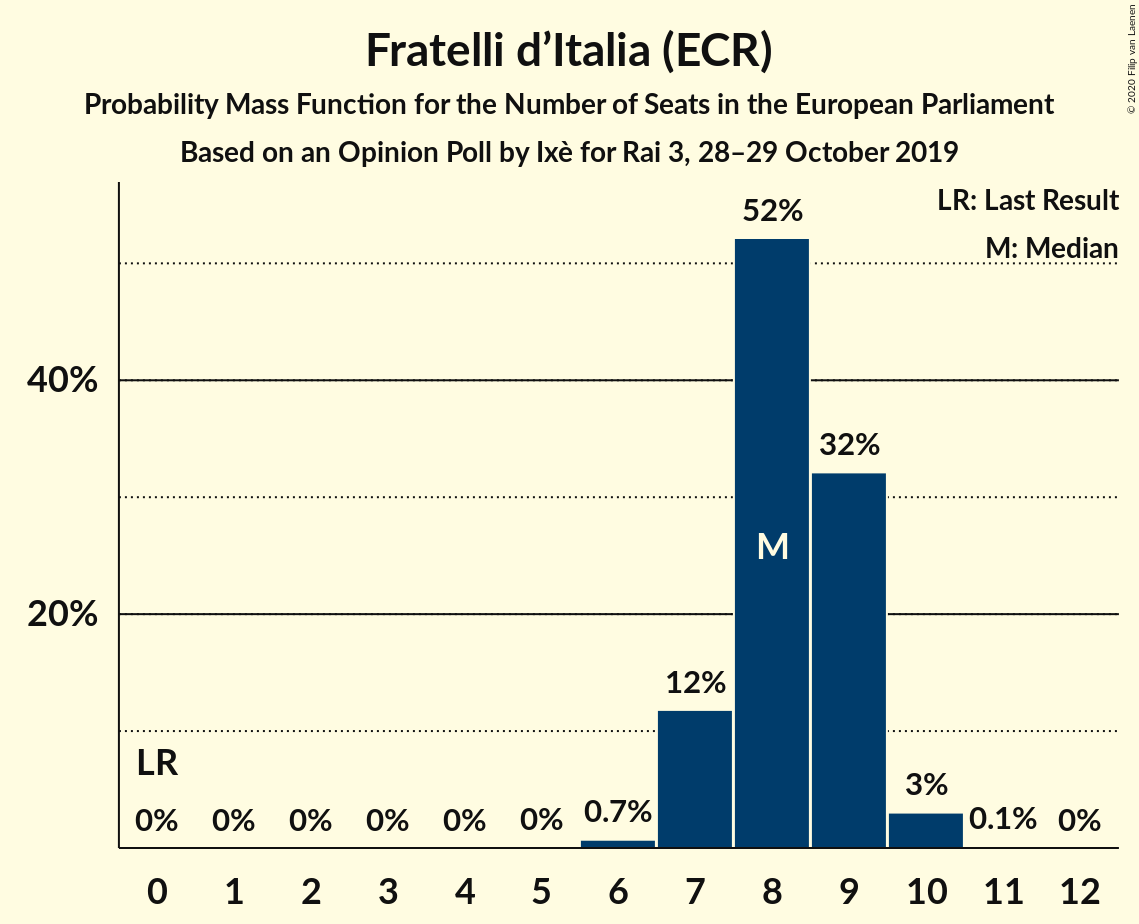 Fratelli d’Italia (ECR)
Probability Mass Function for the Number of Seats in the European Parliament
Based on an Opinion Poll by Ixè for Rai 3, 28–29 October 2019
© 2020 Filip van Laenen
LR: Last Result
M: Median
52%
40%
32%
M
20%
12%
LR
0% 0% 0% 0% 0% 0% 0.7% 3% 0.1% 0%
0 1 2 3 4 5 6 7 8 9 10 11 12